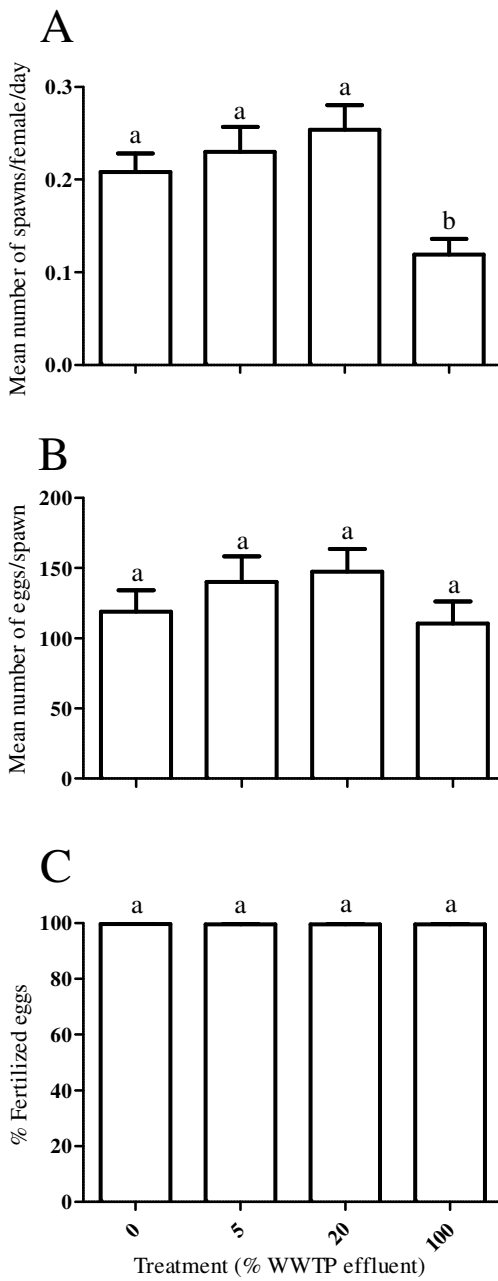 A
Mean number of spawns/female/day
0.3
0.2
0.1
0.0
a
a
a
b
B
Mean number of eggs/spawn
200
150
100
50
0
a
a
a
a
C
% Fertilized eggs
100
80
60
40
20
0
a
a
a
a
0
5
20
100
Treatment (% WWTP effluent)